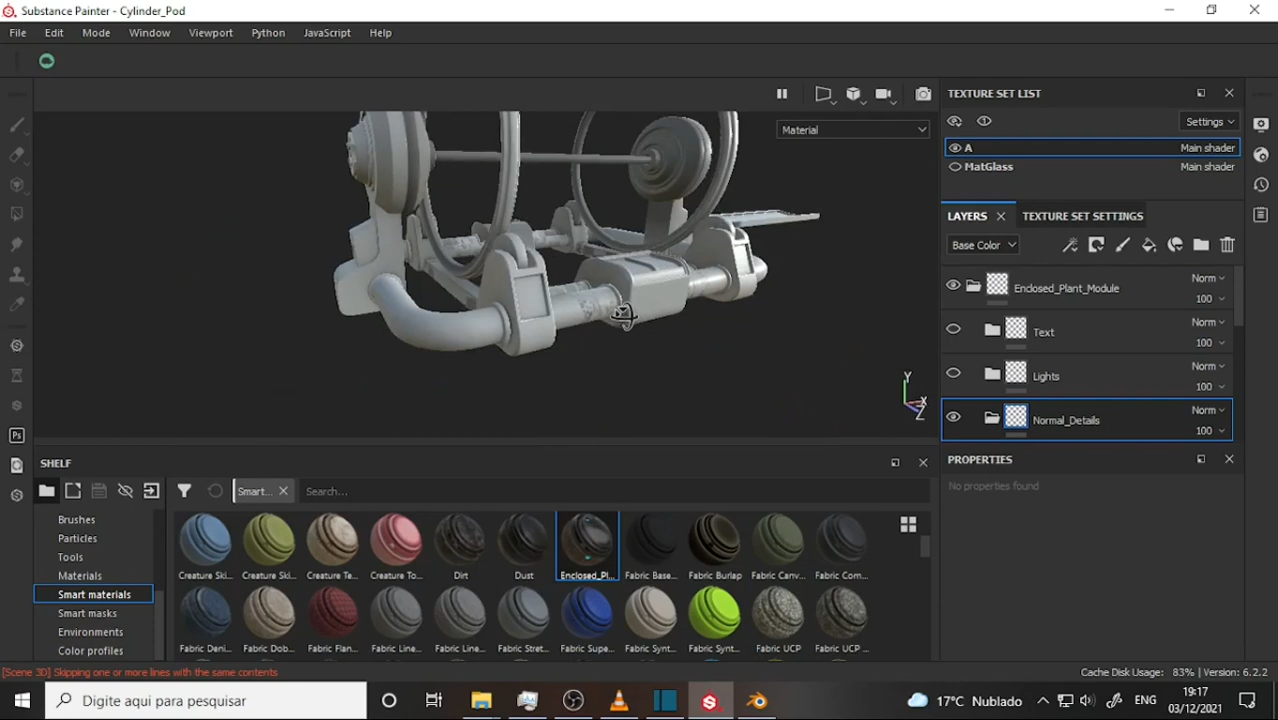 Substance Painter - Cylinder_Pod
File Edit Mode Window Viewport Python JavaScript Help
Material
Y
X
Z
TEXTURE SET LIST
Settings
A Main shader
MatGlass Main shader
LAYERS TEXTURE SET SETTINGS
Base Color
Enclosed_Plant_Module Norm
100
Text Norm
100
Lights Norm
100
Normal_Details Norm
100
PROPERTIES
No properties found
SHELF
Smart... Search...
Brushes
Particles
Tools
Materials
Smart materials
Smart masks
Environments
Color profiles
Creature Ski... Creature Ski... Creature Te... Creature To... Dirt Dust Enclosed_Pl... Fabric Base... Fabric Burlap Fabric Canv... Fabric Com...
Fabric Deni... Fabric Dob... Fabric Flan... Fabric Line... Fabric Line... Fabric Stret... Fabric Supe... Fabric Synt... Fabric Synt... Fabric UCP Fabric UCP ...
[Scene 3D] Skipping one or more lines with the same contents
Cache Disk Usage: 83% | Version: 6.2.2
Ps
Digite aqui para pesquisar
17°C Nublado
ENG
19:17
03/12/2021